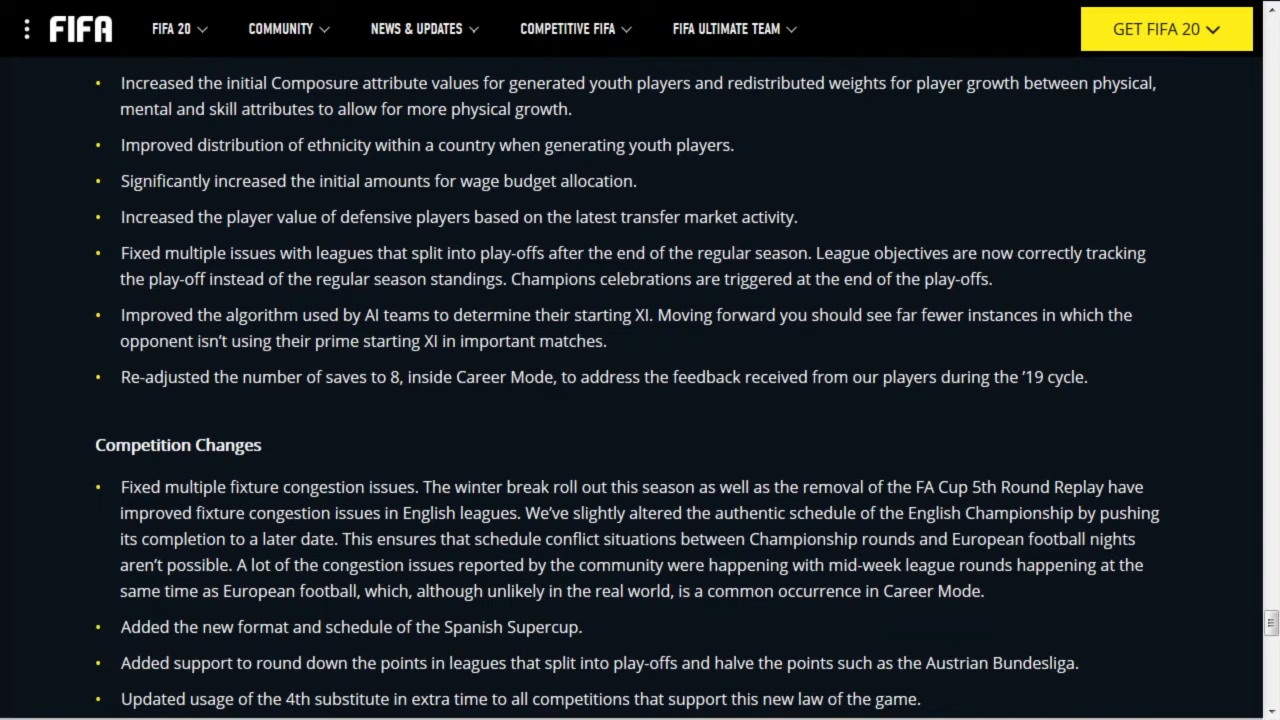 FIFA
FIFA 20
COMMUNITY
NEWS & UPDATES
COMPETITIVE FIFA
FIFA ULTIMATE TEAM
GET FIFA 20
• Increased the initial Composure attribute values for generated youth players and redistributed weights for player growth between physical,
mental and skill attributes to allow for more physical growth.
• Improved distribution of ethnicity within a country when generating youth players.
• Significantly increased the initial amounts for wage budget allocation.
• Increased the player value of defensive players based on the latest transfer market activity.
• Fixed multiple issues with leagues that split into play-offs after the end of the regular season. League objectives are now correctly tracking
the play-off instead of the regular season standings. Champions celebrations are triggered at the end of the play-offs.
• Improved the algorithm used by AI teams to determine their starting XI. Moving forward you should see far fewer instances in which the
opponent isn’t using their prime starting XI in important matches.
• Re-adjusted the number of saves to 8, inside Career Mode, to address the feedback received from our players during the ’19 cycle.
Competition Changes
• Fixed multiple fixture congestion issues. The winter break roll out this season as well as the removal of the FA Cup 5th Round Replay have
improved fixture congestion issues in English leagues. We’ve slightly altered the authentic schedule of the English Championship by pushing
its completion to a later date. This ensures that schedule conflict situations between Championship rounds and European football nights
aren’t possible. A lot of the congestion issues reported by the community were happening with mid-week league rounds happening at the
same time as European football, which, although unlikely in the real world, is a common occurrence in Career Mode.
• Added the new format and schedule of the Spanish Supercup.
• Added support to round down the points in leagues that split into play-offs and halve the points such as the Austrian Bundesliga.
• Updated usage of the 4th substitute in extra time to all competitions that support this new law of the game.